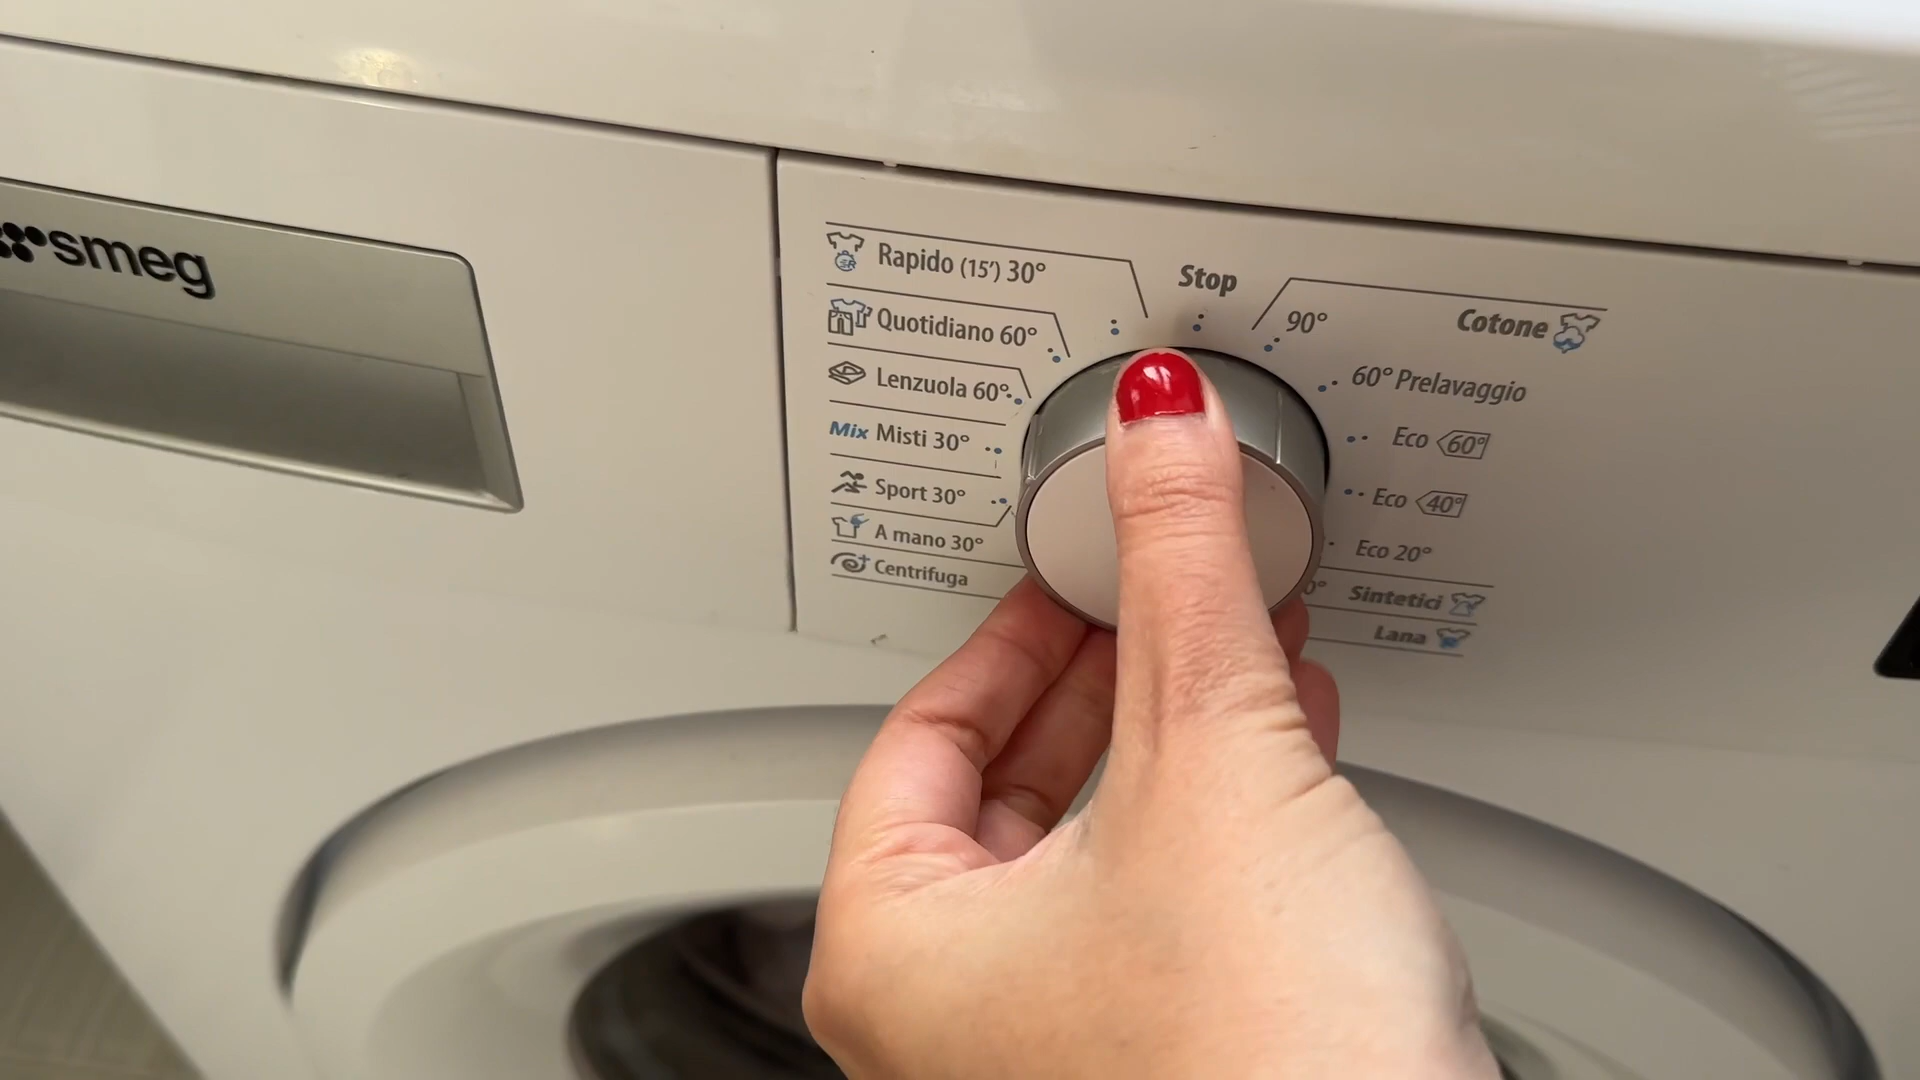 smeg
Rapido (15') 30°
Quotidiano 60°
Lenzuola 60°
Mix Misti 30°
Sport 30°
A mano 30°
Centrifuga
Stop
90°
Cotone
60° Prelavaggio
Eco 60°
Eco 40°
Eco 20°
Sintetici
Lana